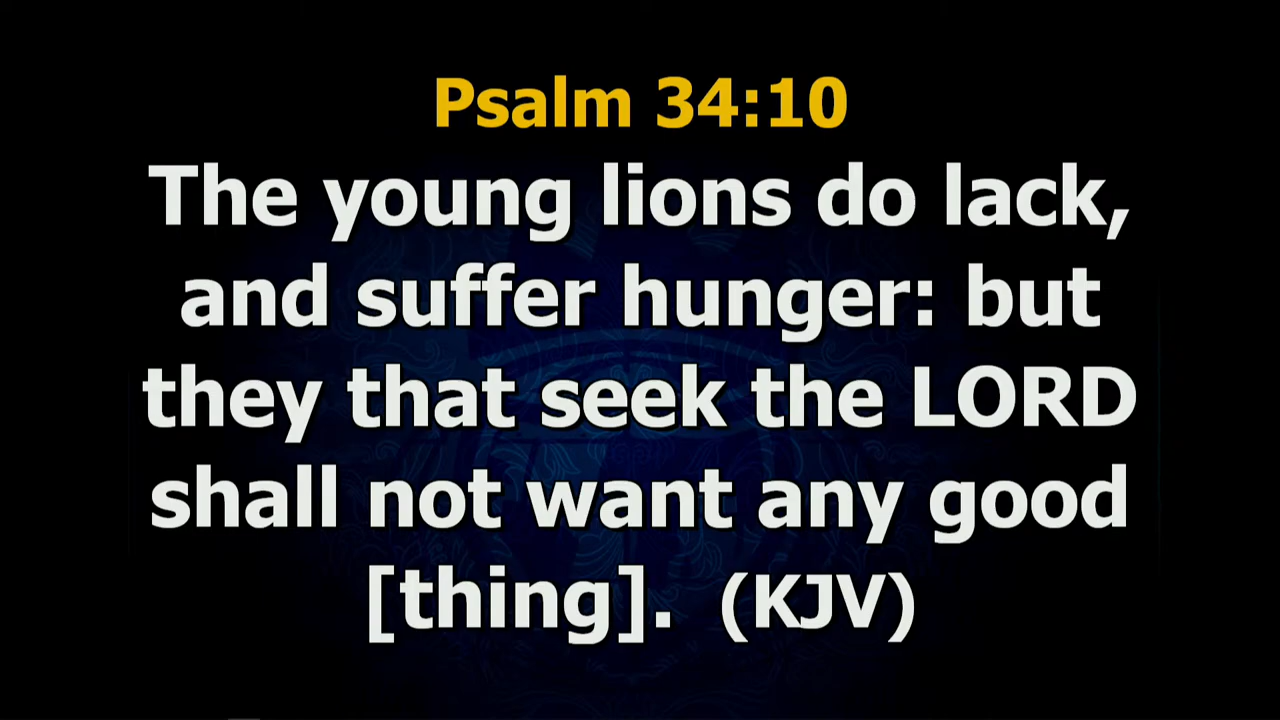 Psalm 34:10
The young lions do lack,
and suffer hunger: but
they that seek the LORD
shall not want any good
[thing]. (KJV)